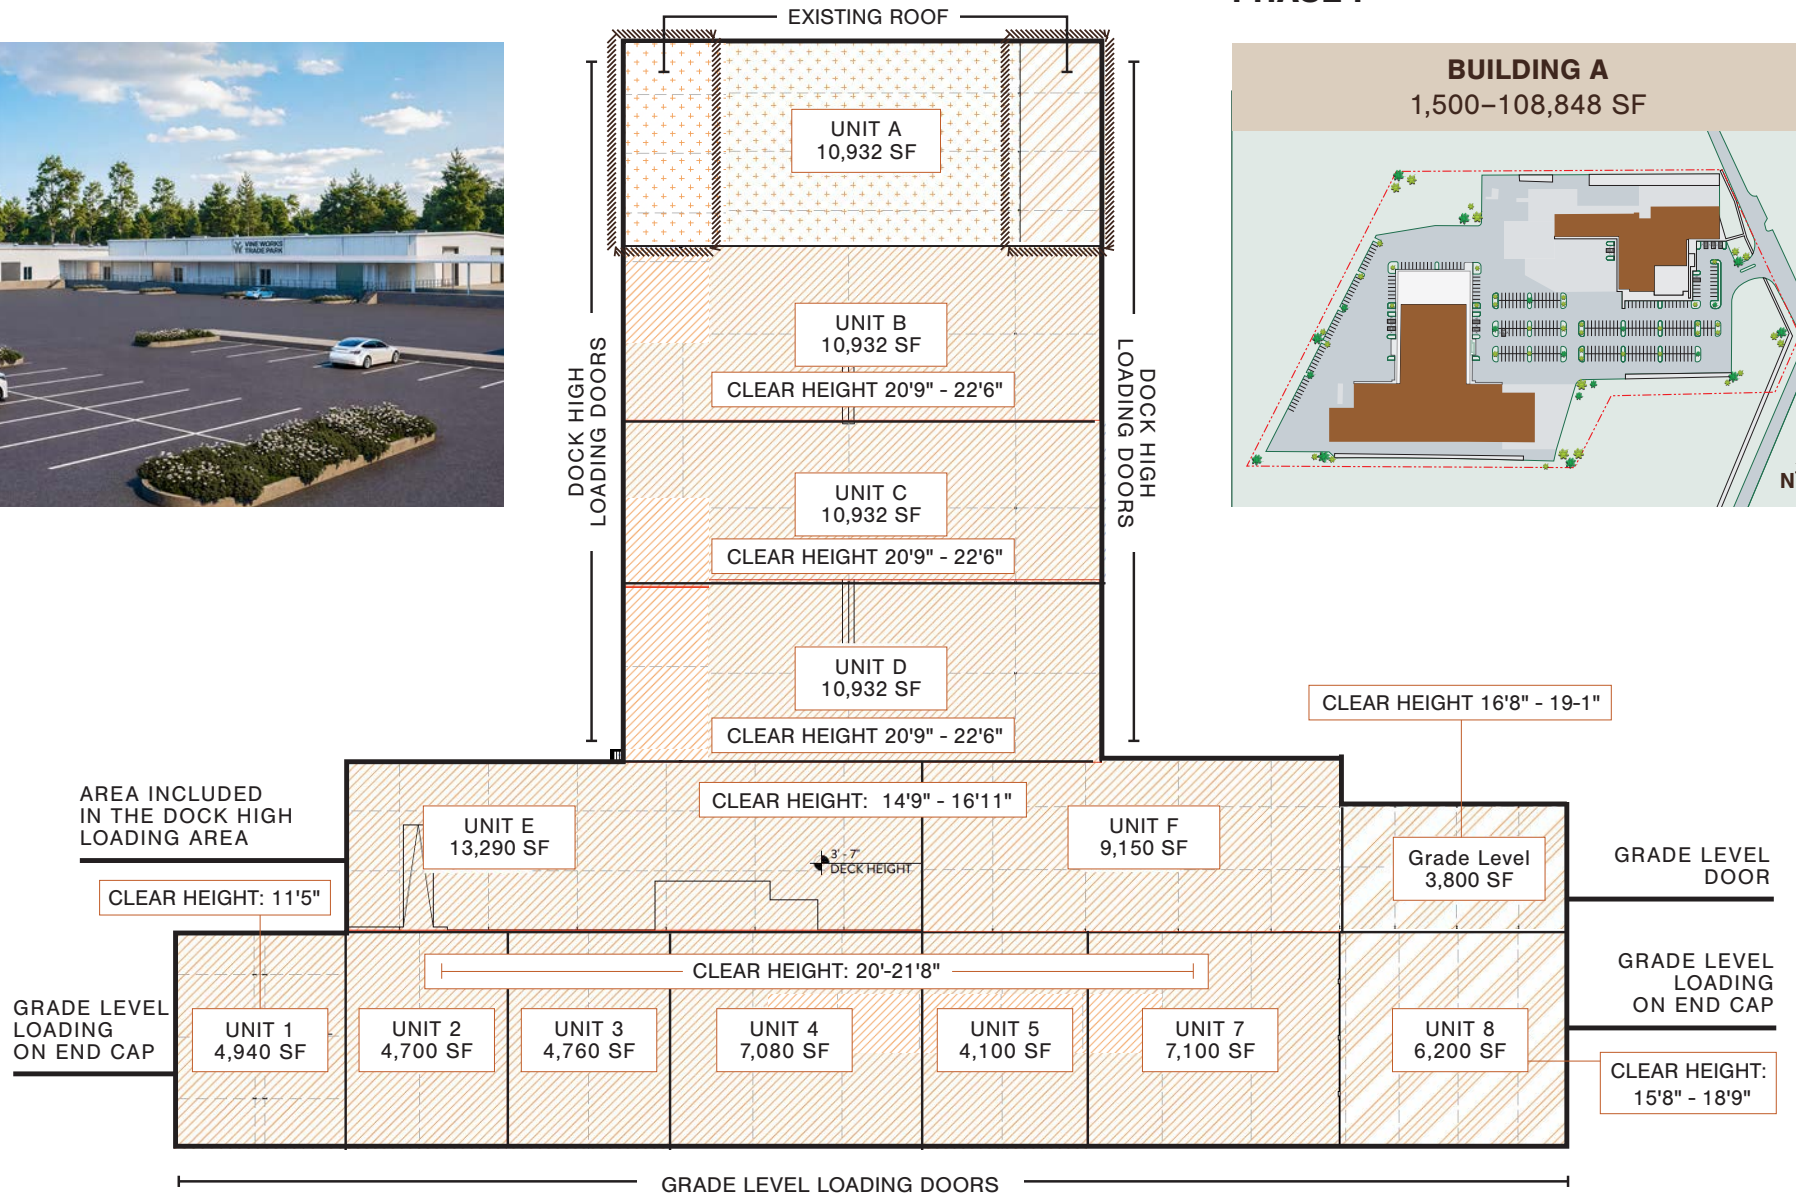 EXISTING ROOF
BUILDING A
1,500–108,848 SF
VINE WORKS
TRADE PARK
UNIT A
10,932 SF
UNIT B
10,932 SF
CLEAR HEIGHT 20'9" - 22'6"
DOCK HIGH
LOADING DOORS
DOCK HIGH
LOADING DOORS
N
UNIT C
10,932 SF
CLEAR HEIGHT 20'9" - 22'6"
UNIT D
10,932 SF
CLEAR HEIGHT 20'9" - 22'6"
CLEAR HEIGHT 16'8" - 19-1"
AREA INCLUDED
IN THE DOCK HIGH
LOADING AREA
CLEAR HEIGHT: 14'9" - 16'11"
UNIT E
13,290 SF
UNIT F
9,150 SF
3' - 7"
DECK HEIGHT
Grade Level
3,800 SF
GRADE LEVEL
DOOR
CLEAR HEIGHT: 11'5"
CLEAR HEIGHT: 20'-21'8"
GRADE LEVEL
LOADING
ON END CAP
GRADE LEVEL
LOADING
ON END CAP
UNIT 1
4,940 SF
UNIT 2
4,700 SF
UNIT 3
4,760 SF
UNIT 4
7,080 SF
UNIT 5
4,100 SF
UNIT 7
7,100 SF
UNIT 8
6,200 SF
CLEAR HEIGHT:
15'8" - 18'9"
GRADE LEVEL LOADING DOORS